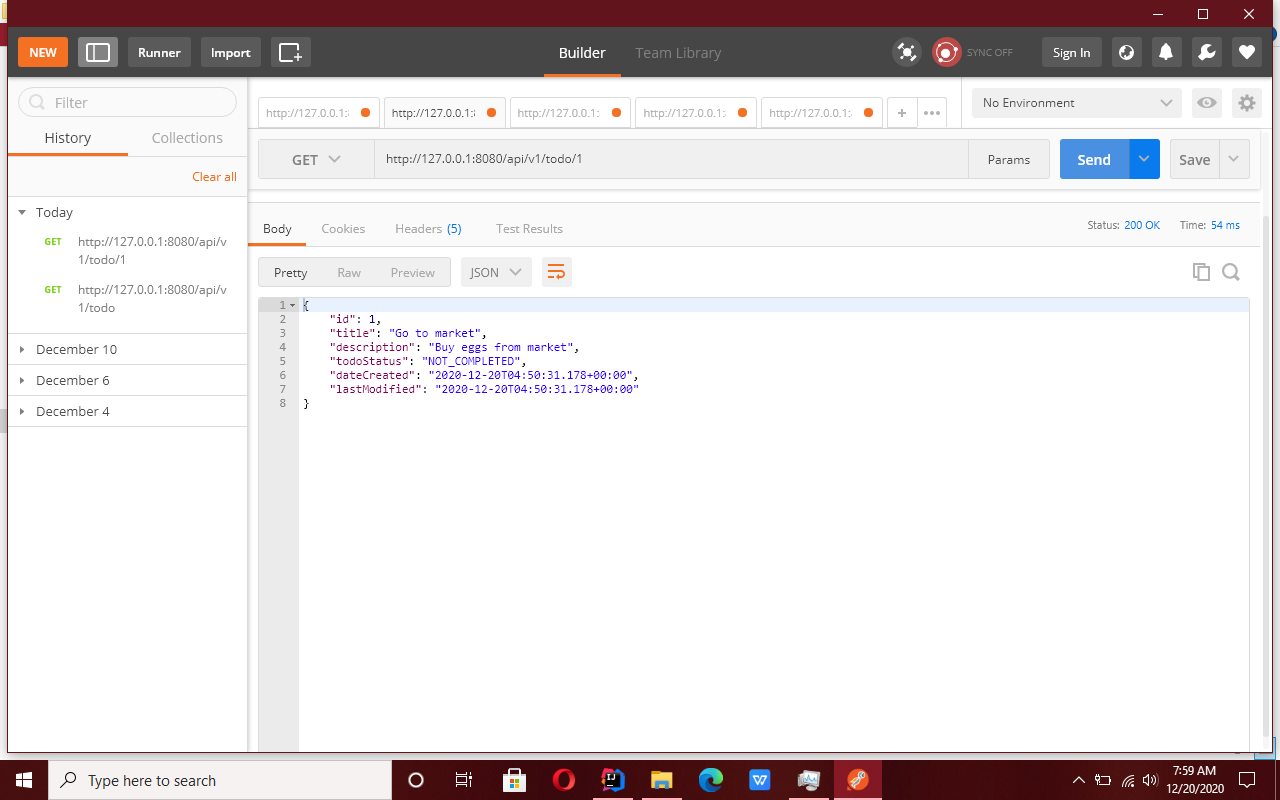 NEW
Runner
Import
Builder
Team Library
SYNC OFF
Sign In
Filter
History
Collections
Clear all
Today
GET http://127.0.0.1:8080/api/v
1/todo/1
GET http://127.0.0.1:8080/api/v
1/todo
December 10
December 6
December 4
http://127.0.0.1:
http://127.0.0.1:
http://127.0.0.1:
http://127.0.0.1:
http://127.0.0.1:
No Environment
GET
http://127.0.0.1:8080/api/v1/todo/1
Params
Send
Save
Body
Cookies
Headers (5)
Test Results
Status: 200 OK
Time: 54 ms
Pretty
Raw
Preview
JSON
1 {
2 "id": 1,
3 "title": "Go to market",
4 "description": "Buy eggs from market",
5 "todoStatus": "NOT_COMPLETED",
6 "dateCreated": "2020-12-20T04:50:31.178+00:00",
7 "lastModified": "2020-12-20T04:50:31.178+00:00"
8 }
Type here to search
7:59 AM
12/20/2020